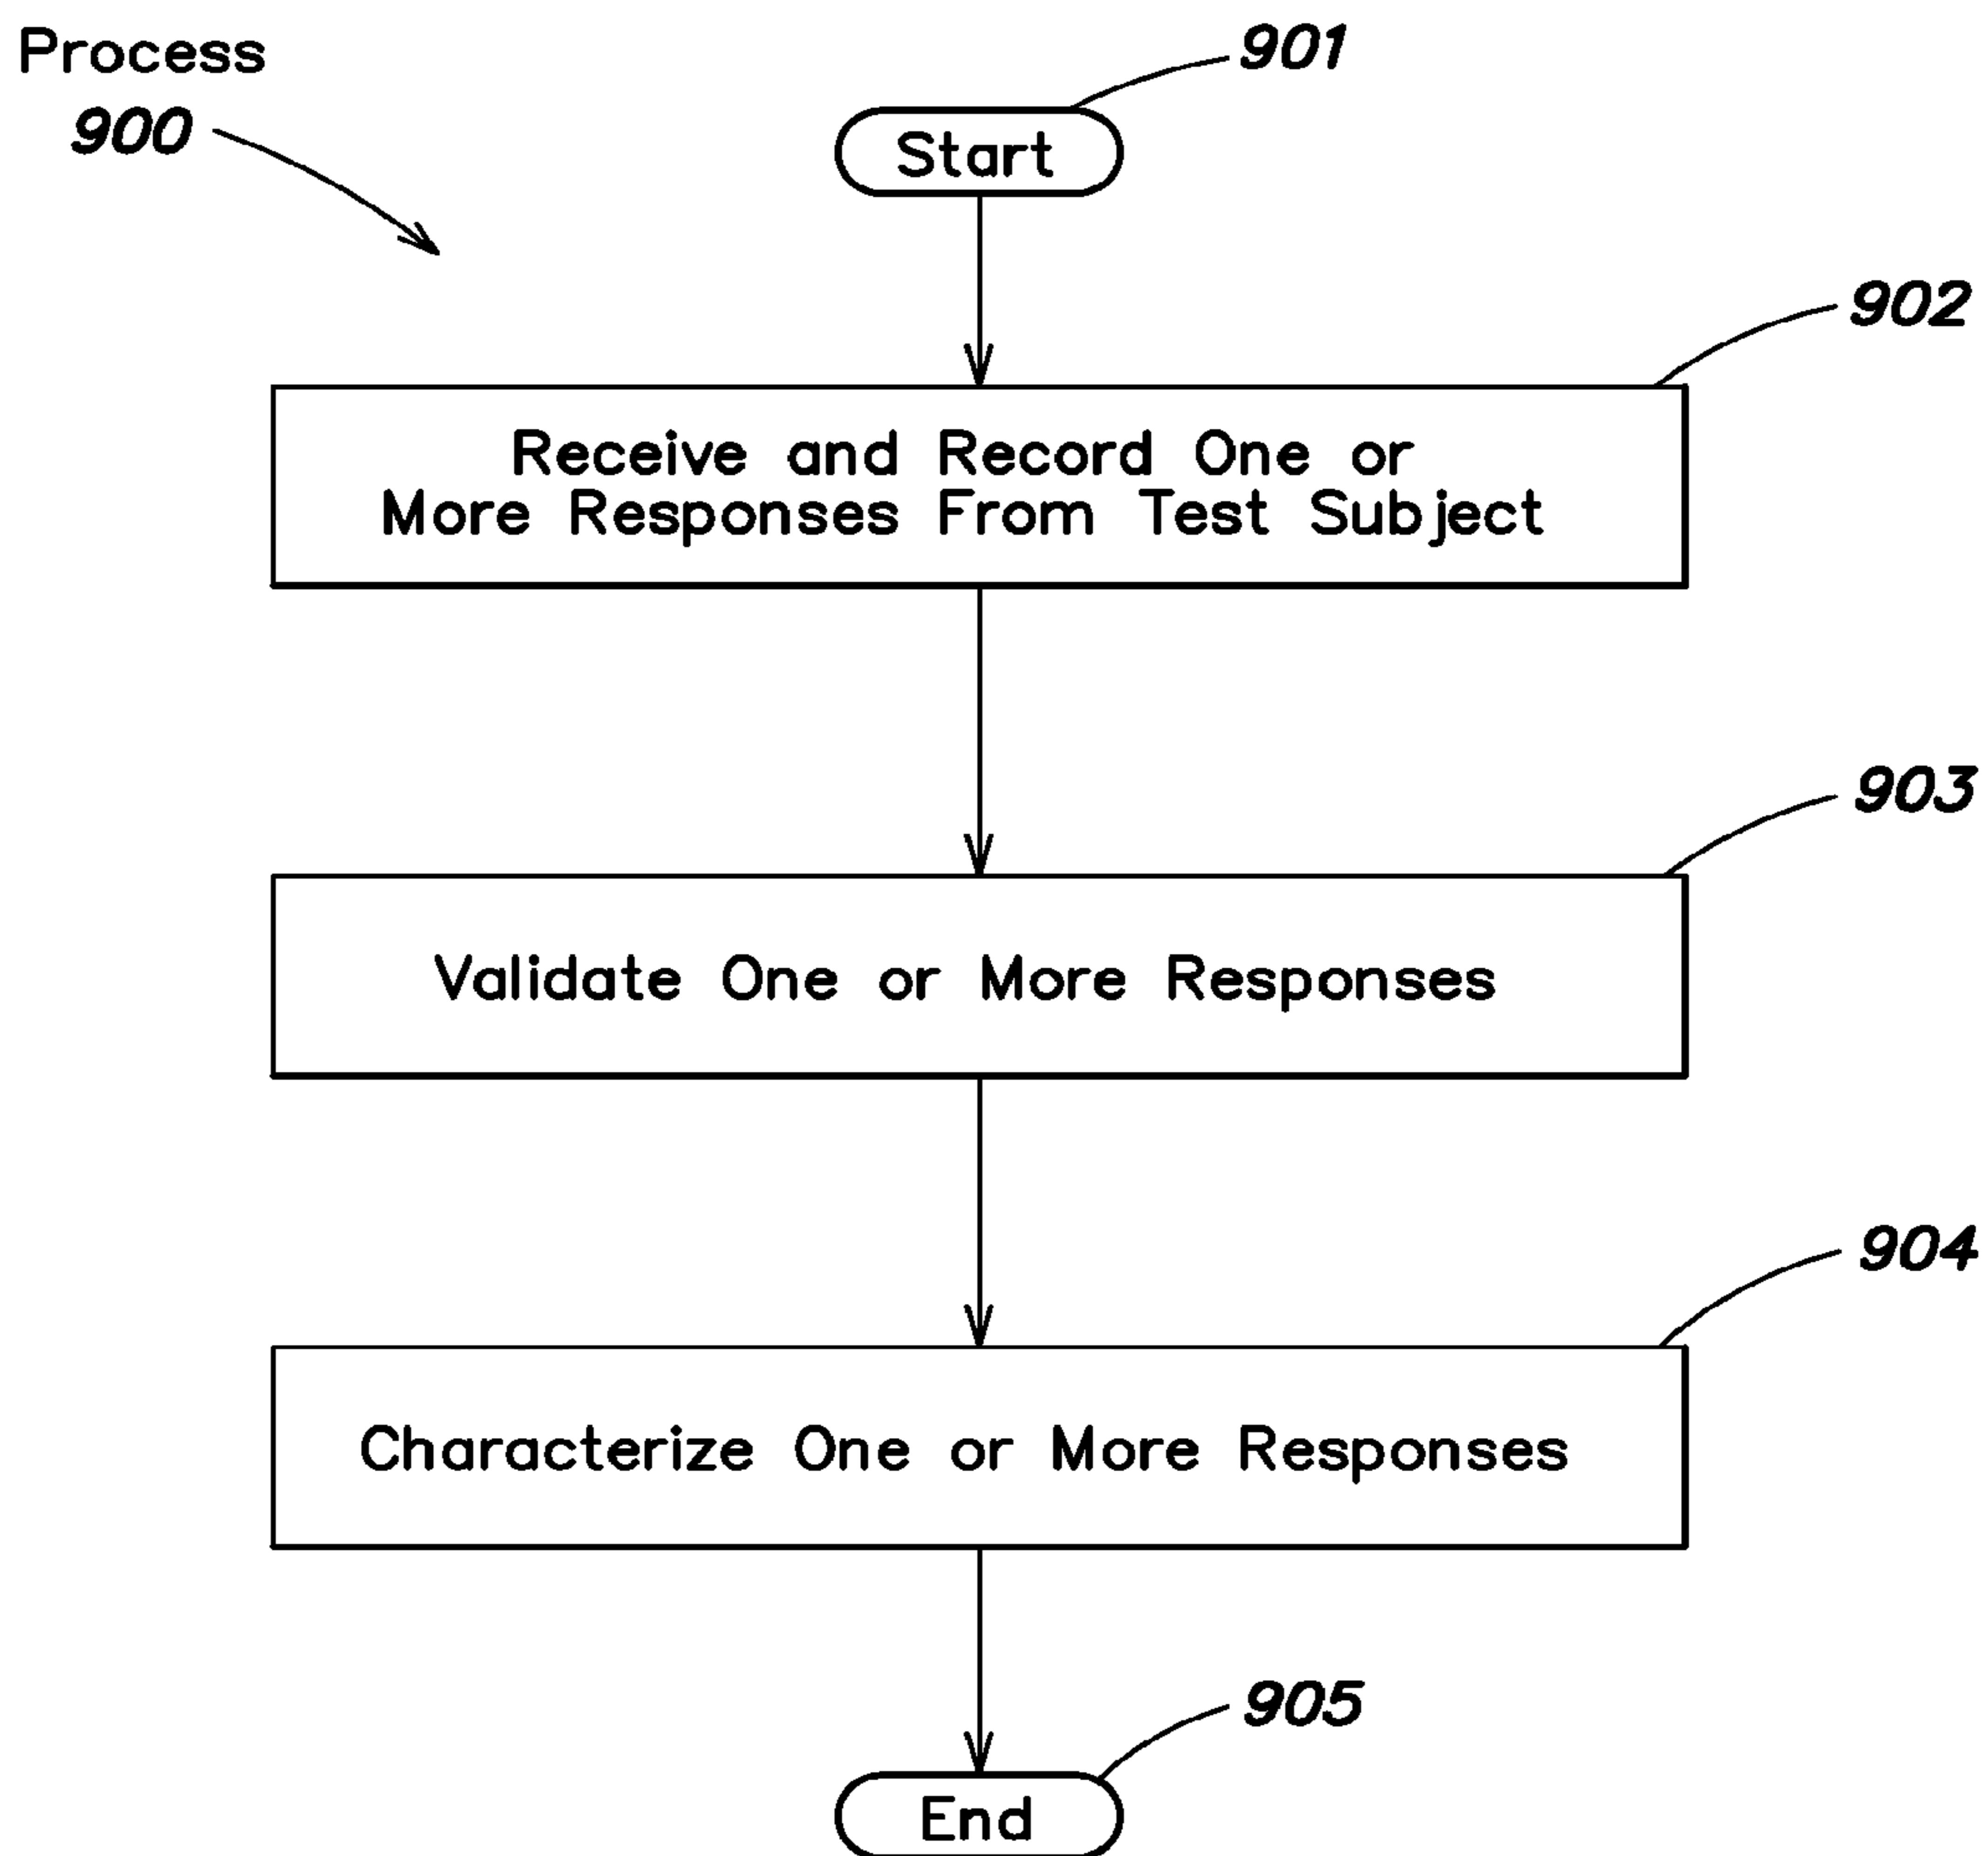 Process
900
901
Start
902
Receive and Record One or
More Responses From Test Subject
903
Validate One or More Responses
904
Characterize One or More Responses
905
End